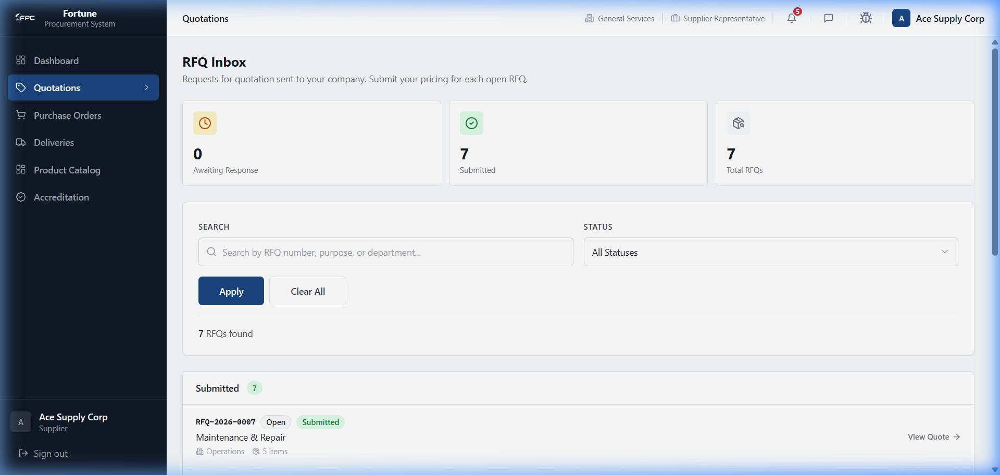 FPC
Fortune
Procurement System
Dashboard
Quotations
Purchase Orders
Deliveries
Product Catalog
Accreditation
A
Ace Supply Corp
Supplier
Sign out
Quotations
General Services
Supplier Representative
5
A
Ace Supply Corp
RFQ Inbox
Requests for quotation sent to your company. Submit your pricing for each open RFQ.
0
Awaiting Response
7
Submitted
7
Total RFQs
SEARCH
Search by RFQ number, purpose, or department...
STATUS
All Statuses
Apply
Clear All
7 RFQs found
Submitted 7
RFQ-2026-0007 Open Submitted
Maintenance & Repair
Operations 5 items
View Quote